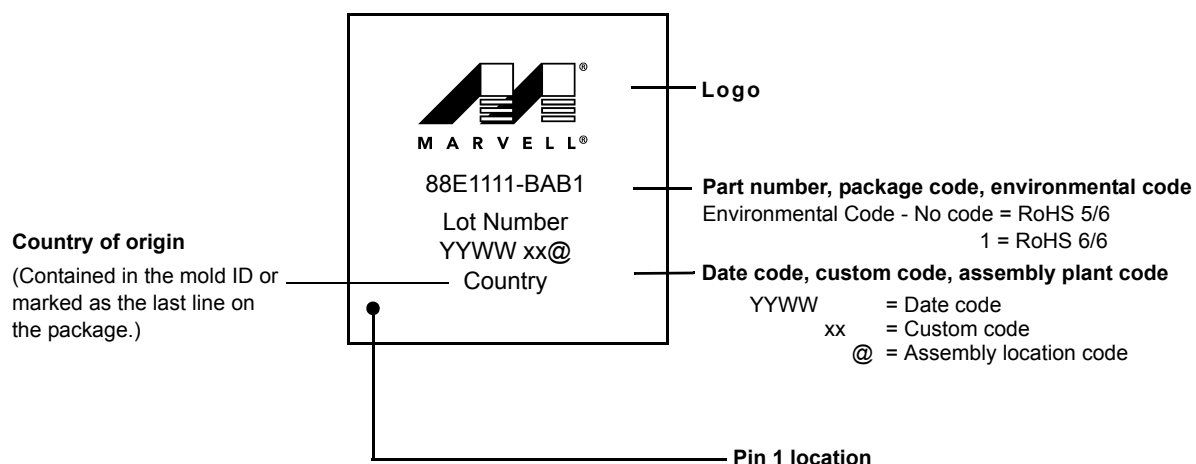 ®
MARVELL®
88E1111-BAB1
Lot Number
YYWW xx@
Country
Logo
Part number, package code, environmental code
Environmental Code - No code = RoHS 5/6
1 = RoHS 6/6
Country of origin
(Contained in the mold ID or
marked as the last line on
the package.)
Date code, custom code, assembly plant code
YYWW = Date code
xx = Custom code
@ = Assembly location code
Pin 1 location